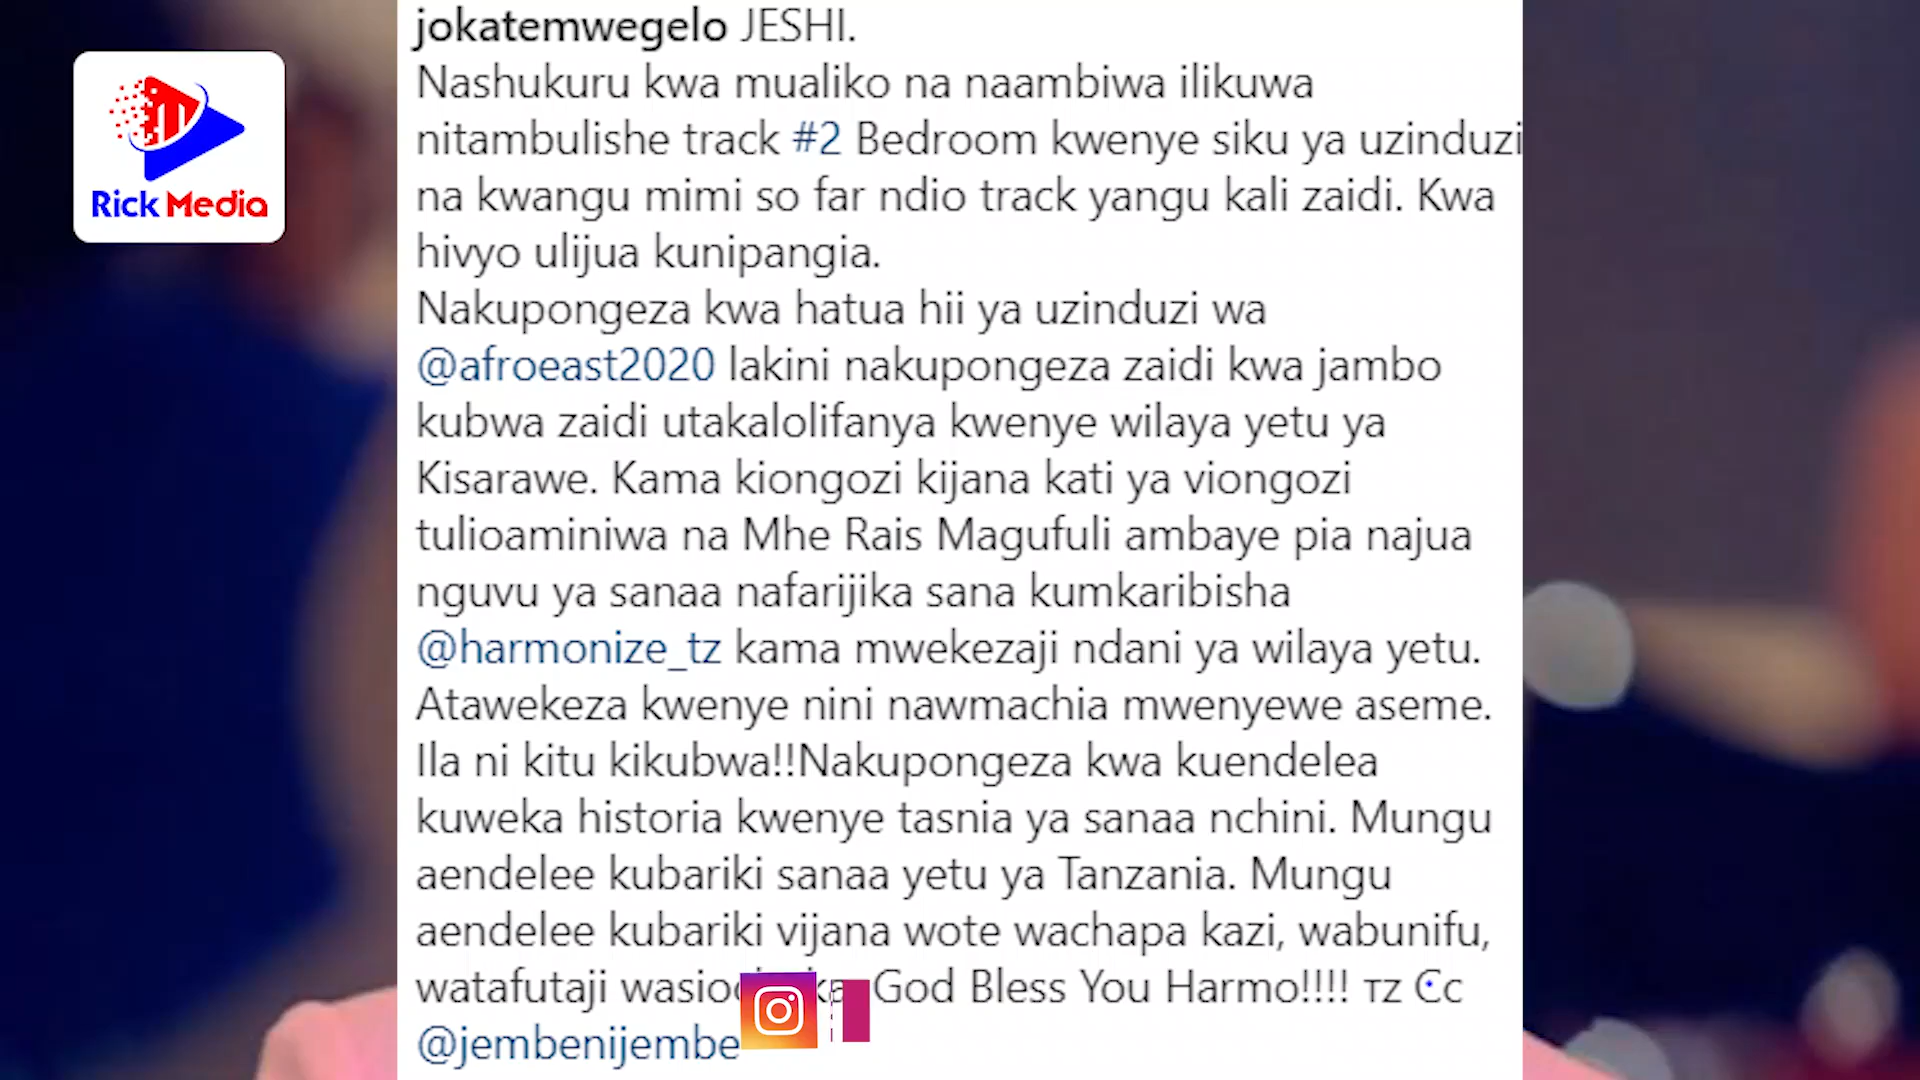 Rick Media
jokatemwegelo JESHI.
Nashukuru kwa mualiko na naambiwa ilikuwa
nitambulishe track #2 Bedroom kwenye siku ya uzinduzi
na kwangu mimi so far ndio track yangu kali zaidi. Kwa
hivyo ulijua kunipangia.
Nakupongeza kwa hatua hii ya uzinduzi wa
@afroeast2020 lakini nakupongeza zaidi kwa jambo
kubwa zaidi utakalolifanya kwenye wilaya yetu ya
Kisarawe. Kama kiongozi kijana kati ya viongozi
tulioaminiwa na Mhe Rais Magufuli ambaye pia najua
nguvu ya sanaa nafarijika sana kumkaribisha
@harmonize_tz kama mwekezaji ndani ya wilaya yetu.
Atawekeza kwenye nini nawmachia mwenyewe aseme.
Ila ni kitu kikubwa!!Nakupongeza kwa kuendelea
kuweka historia kwenye tasnia ya sanaa nchini. Mungu
aendelee kubariki sanaa yetu ya Tanzania. Mungu
aendelee kubariki vijana wote wachapa kazi, wabunifu,
watafutaji God Bless You Harmo!!!! TZ Cc
@jembenijembe